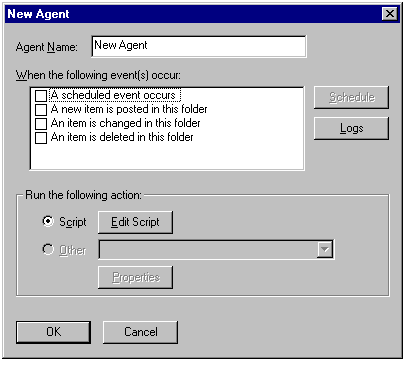 New Agent
Agent Name: New Agent
When the following event(s) occur:
A scheduled event occurs
A new item is posted in this folder
An item is changed in this folder
An item is deleted in this folder
Schedule
Logs
Run the following action:
Script
Edit Script
Other
Properties
OK
Cancel